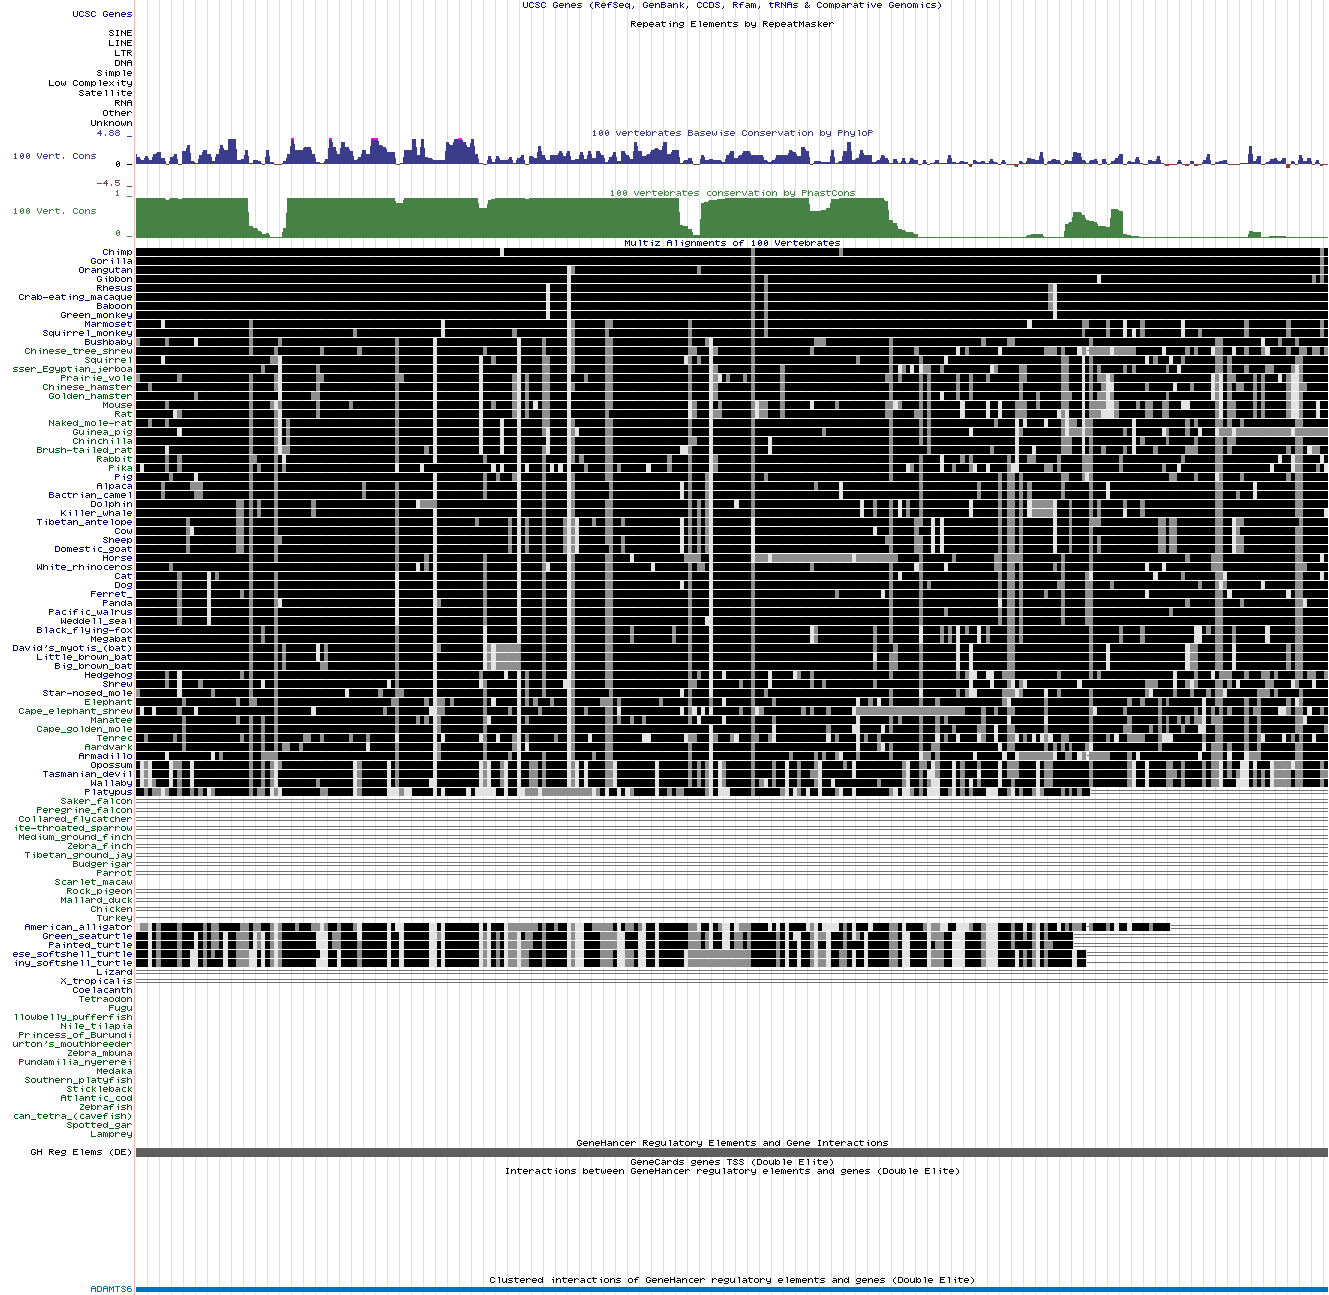 UCSC Genes (RefSeq, GenBank, CCDS, Rfam, tRNAs & Comparative Genomics)
UCSC Genes
Repeating Elements by RepeatMasker
SINE
LINE
LTR
DNA
Simple
Low Complexity
Satellite
RNA
Other
Unknown
4.88 _
100 vertebrates Basewise Conservation by PhyloP
100 Vert. Cons
0 _
-4.5 _
1 _
100 vertebrates conservation by PhastCons
100 Vert. Cons
0 _
Multiz Alignments of 100 Vertebrates
Chimp
Gorilla
Orangutan
Gibbon
Rhesus
Crab-eating_macaque
Baboon
Green_monkey
Marmoset
Squirrel_monkey
Bushbaby
Chinese_tree_shrew
Squirrel
sser_Egyptian_jerboa
Prairie_vole
Chinese_hamster
Golden_hamster
Mouse
Rat
Naked_mole-rat
Guinea_pig
Chinchilla
Brush-tailed_rat
Rabbit
Pika
Pig
Alpaca
Bactrian_camel
Dolphin
Killer_whale
Tibetan_antelope
Cow
Sheep
Domestic_goat
Horse
White_rhinoceros
Cat
Dog
Ferret_
Panda
Pacific_walrus
Weddell_seal
Black_flying-fox
Megabat
David's_myotis_(bat)
Little_brown_bat
Big_brown_bat
Hedgehog
Shrew
Star-nosed_mole
Elephant
Cape_elephant_shrew
Manatee
Cape_golden_mole
Tenrec
Aardvark
Armadillo
Opossum
Tasmanian_devil
Wallaby
Platypus
Saker_falcon
Peregrine_falcon
Collared_flycatcher
ite-throated_sparrow
Medium_ground_finch
Zebra_finch
Tibetan_ground_jay
Budgerigar
Parrot
Scarlet_macaw
Rock_pigeon
Mallard_duck
Chicken
Turkey
American_alligator
Green_seaturtle
Painted_turtle
ese_softshell_turtle
iny_softshell_turtle
Lizard
X_tropicalis
Coelacanth
Tetraodon
Fugu
llowbelly_pufferfish
Nile_tilapia
Princess_of_Burundi
urton's_mouthbreeder
Zebra_mbuna
Pundamilia_nyererei
Medaka
Southern_platyfish
Stickleback
Atlantic_cod
Zebrafish
can_tetra_(cavefish)
Spotted_gar
Lamprey
GeneHancer Regulatory Elements and Gene Interactions
GH Reg Elems (DE)
GeneCards genes TSS (Double Elite)
Interactions between GeneHancer regulatory elements and genes (Double Elite)
Clustered interactions of GeneHancer regulatory elements and genes (Double Elite)
ADAMTS6